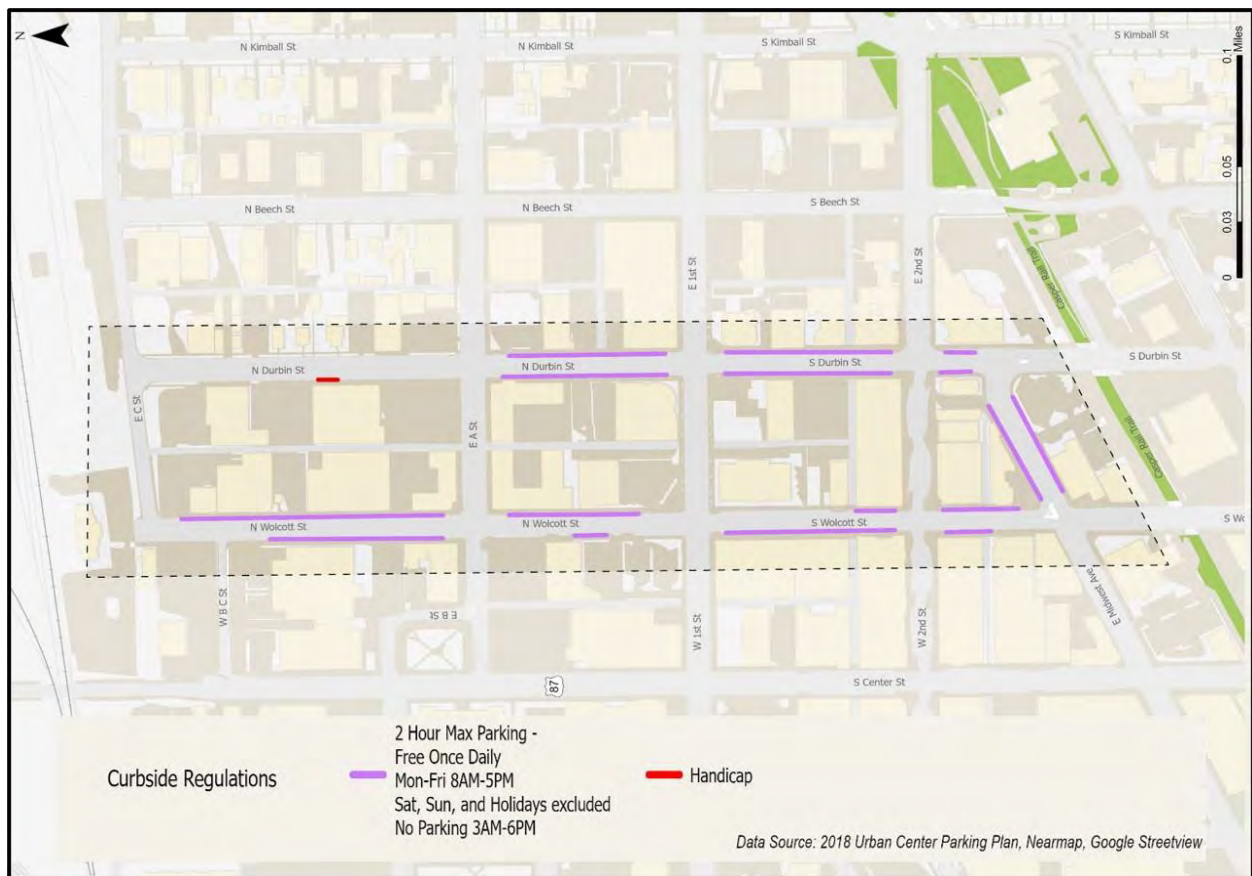 N
N Kimball St
N Kimball St
S Kimball St
S Kimball St
0.1
Miles
0.05
0.03
0
N Beech St
N Beech St
S Beech St
E 1st St
E 2nd St
Casper Rail Trail
N Durbin St
N Durbin St
S Durbin St
S Durbin St
E C St
E A St
Casper Rail Trail
N Wolcott St
N Wolcott St
S Wolcott St
S Wo
W B C St
E B St
W 1st St
W 2nd St
E Midwest Ave
87
S Center St
Curbside Regulations
2 Hour Max Parking -
Free Once Daily
Mon-Fri 8AM-5PM
Sat, Sun, and Holidays excluded
No Parking 3AM-6PM
Handicap
Data Source: 2018 Urban Center Parking Plan, Nearmap, Google Streetview